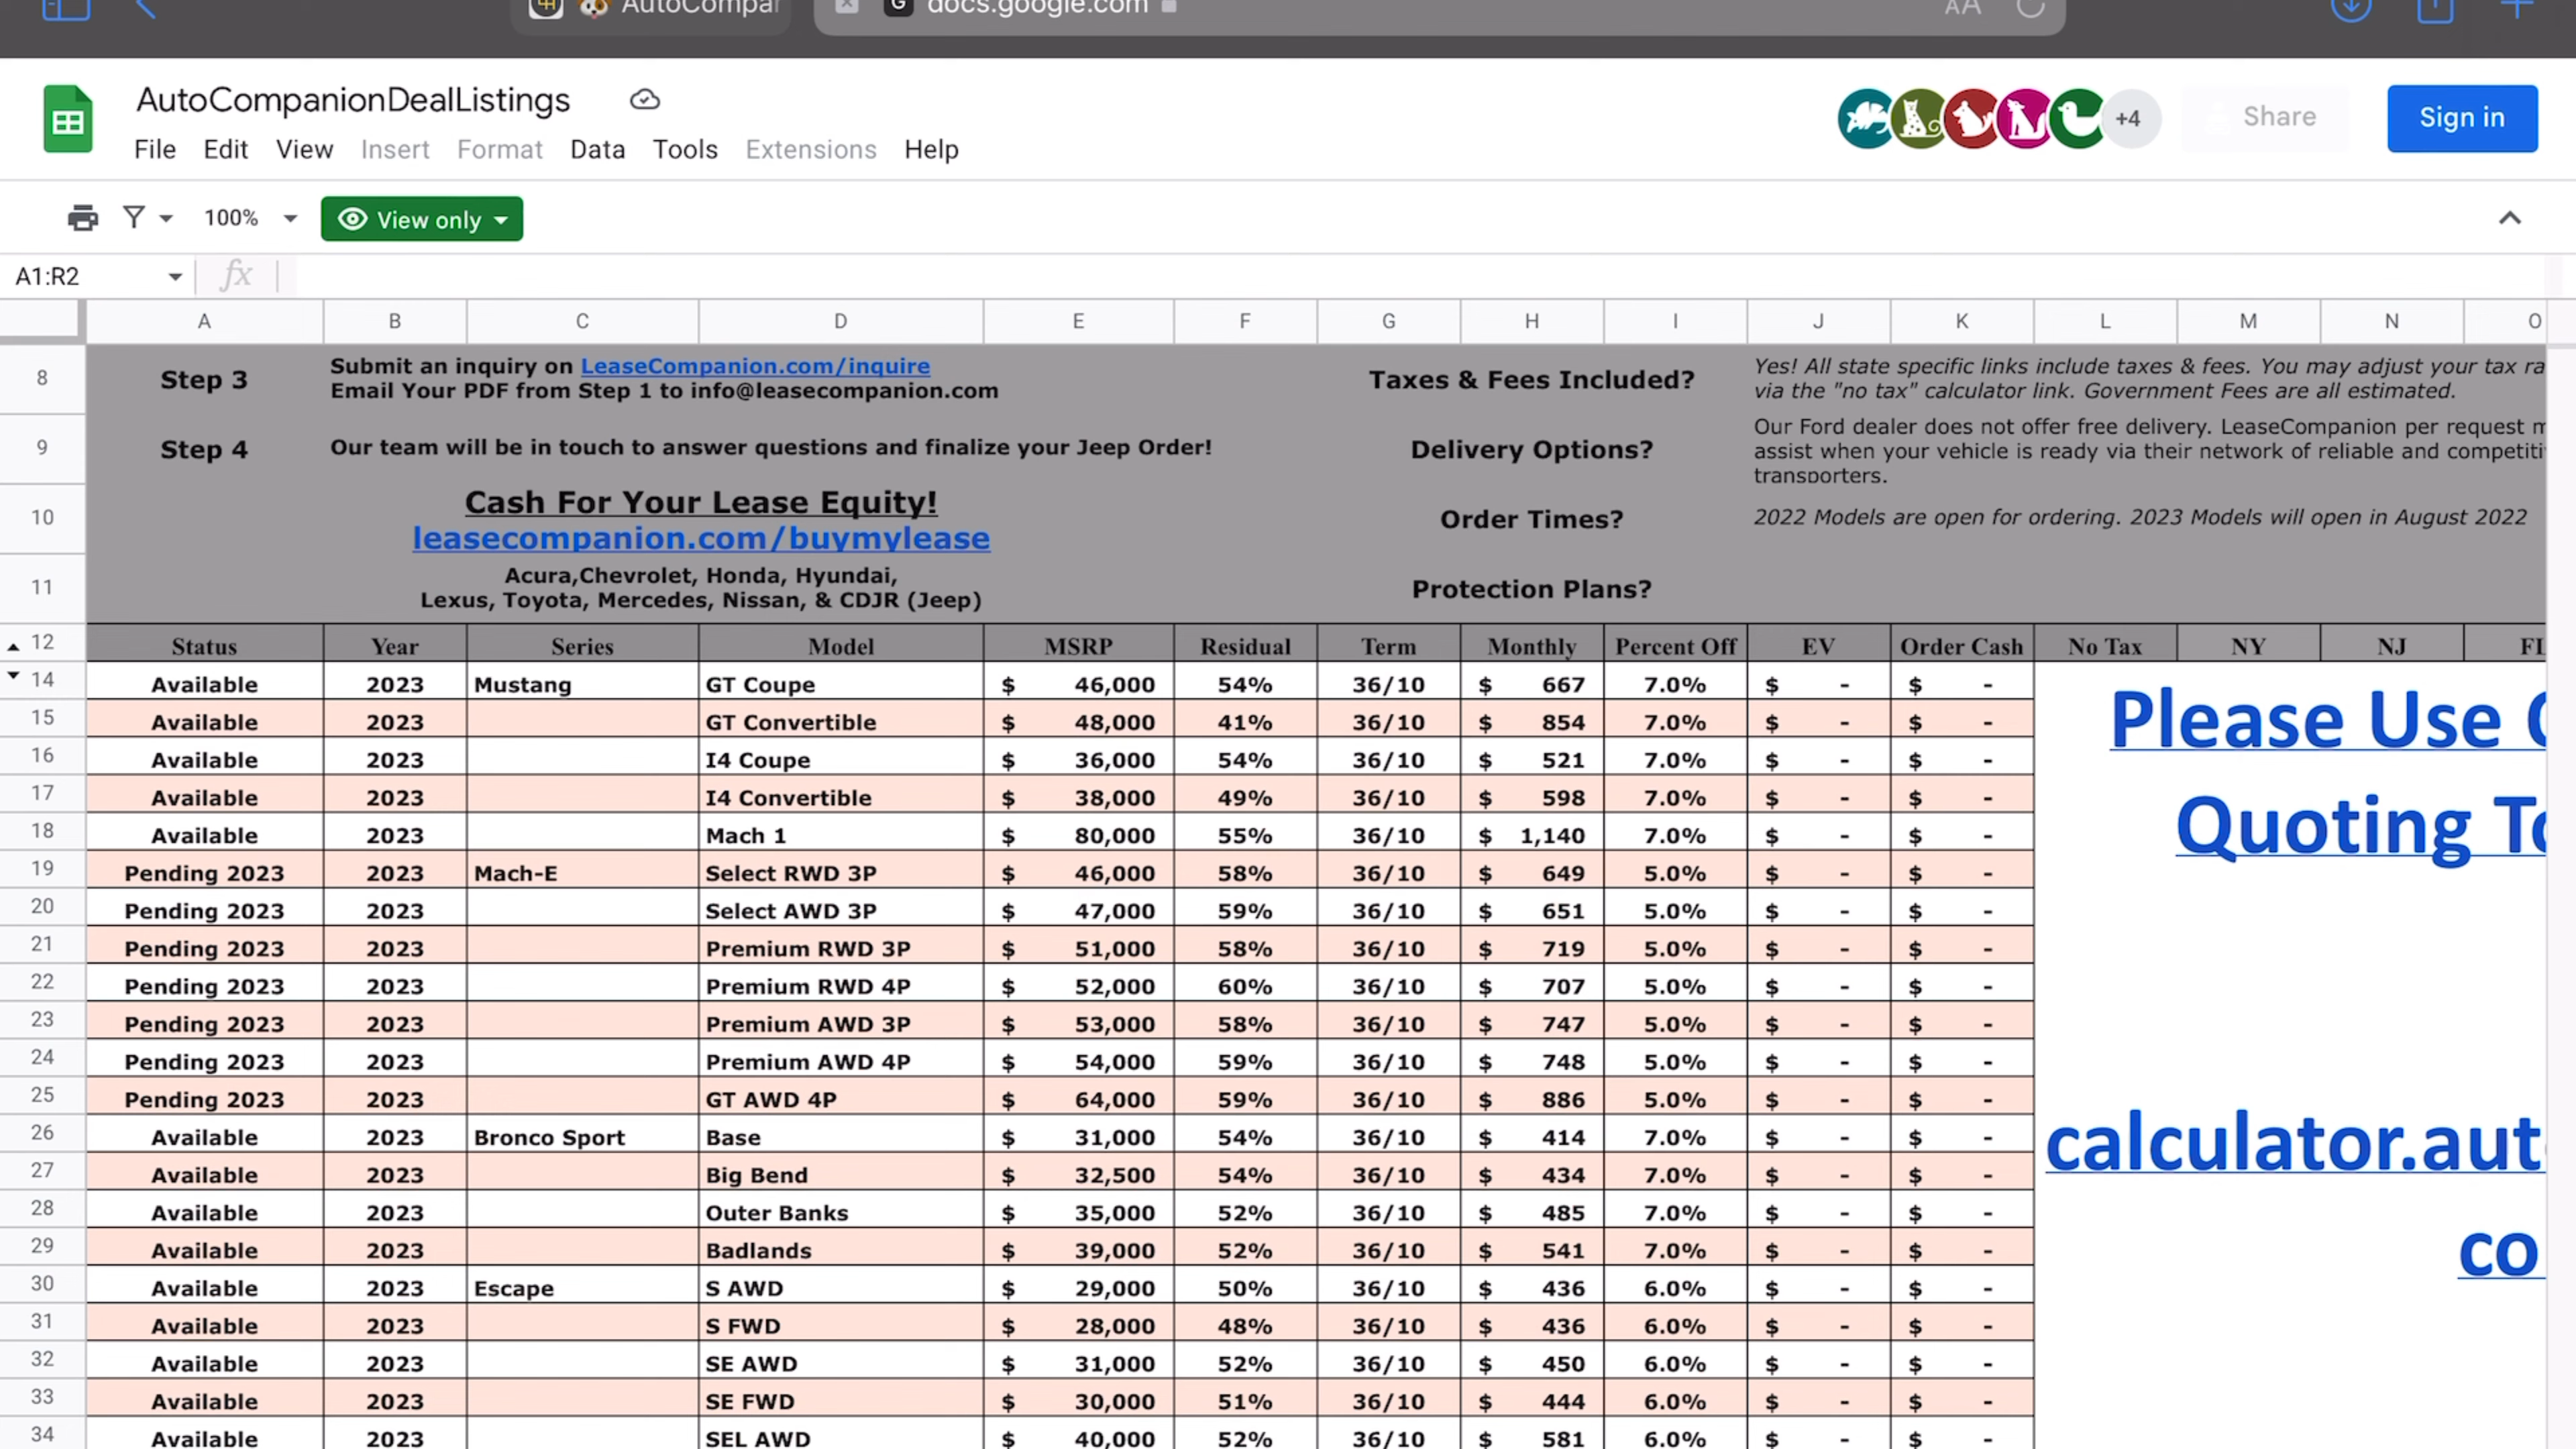 AutoCompar
docs.google.com
AA
AutoCompanionDealListings
File Edit View Insert Format Data Tools Extensions Help
+4
Share
Sign in
100%
View only
A1:R2
fx
A B C D E F G H I J K L M N O
8 Step 3 Submit an inquiry on LeaseCompanion.com/inquire
Email Your PDF from Step 1 to info@leasecompanion.com
Taxes & Fees Included?
Yes! All state specific links include taxes & fees. You may adjust your tax ra
via the "no tax" calculator link. Government Fees are all estimated.
9 Step 4 Our team will be in touch to answer questions and finalize your Jeep Order!
Delivery Options?
Our Ford dealer does not offer free delivery. LeaseCompanion per request m
assist when your vehicle is ready via their network of reliable and competiti
transporters.
10 Cash For Your Lease Equity!
leasecompanion.com/buymylease
Order Times?
2022 Models are open for ordering. 2023 Models will open in August 2022
11 Acura,Chevrolet, Honda, Hyundai,
Lexus, Toyota, Mercedes, Nissan, & CDJR (Jeep)
Protection Plans?
12 Status Year Series Model MSRP Residual Term Monthly Percent Off EV Order Cash No Tax NY NJ FL
14 Available 2023 Mustang GT Coupe $ 46,000 54% 36/10 $ 667 7.0% $ - $ -
15 Available 2023 GT Convertible $ 48,000 41% 36/10 $ 854 7.0% $ - $ -
16 Available 2023 I4 Coupe $ 36,000 54% 36/10 $ 521 7.0% $ - $ -
17 Available 2023 I4 Convertible $ 38,000 49% 36/10 $ 598 7.0% $ - $ -
18 Available 2023 Mach 1 $ 80,000 55% 36/10 $ 1,140 7.0% $ - $ -
19 Pending 2023 2023 Mach-E Select RWD 3P $ 46,000 58% 36/10 $ 649 5.0% $ - $ -
20 Pending 2023 2023 Select AWD 3P $ 47,000 59% 36/10 $ 651 5.0% $ - $ -
21 Pending 2023 2023 Premium RWD 3P $ 51,000 58% 36/10 $ 719 5.0% $ - $ -
22 Pending 2023 2023 Premium RWD 4P $ 52,000 60% 36/10 $ 707 5.0% $ - $ -
23 Pending 2023 2023 Premium AWD 3P $ 53,000 58% 36/10 $ 747 5.0% $ - $ -
24 Pending 2023 2023 Premium AWD 4P $ 54,000 59% 36/10 $ 748 5.0% $ - $ -
25 Pending 2023 2023 GT AWD 4P $ 64,000 59% 36/10 $ 886 5.0% $ - $ -
26 Available 2023 Bronco Sport Base $ 31,000 54% 36/10 $ 414 7.0% $ - $ -
27 Available 2023 Big Bend $ 32,500 54% 36/10 $ 434 7.0% $ - $ -
28 Available 2023 Outer Banks $ 35,000 52% 36/10 $ 485 7.0% $ - $ -
29 Available 2023 Badlands $ 39,000 52% 36/10 $ 541 7.0% $ - $ -
30 Available 2023 Escape S AWD $ 29,000 50% 36/10 $ 436 6.0% $ - $ -
31 Available 2023 S FWD $ 28,000 48% 36/10 $ 436 6.0% $ - $ -
32 Available 2023 SE AWD $ 31,000 52% 36/10 $ 450 6.0% $ - $ -
33 Available 2023 SE FWD $ 30,000 51% 36/10 $ 444 6.0% $ - $ -
34 Available 2023 SEL AWD $ 40,000 52% 36/10 $ 581 6.0% $ - $ -
Please Use
Quoting To
calculator.aut
co